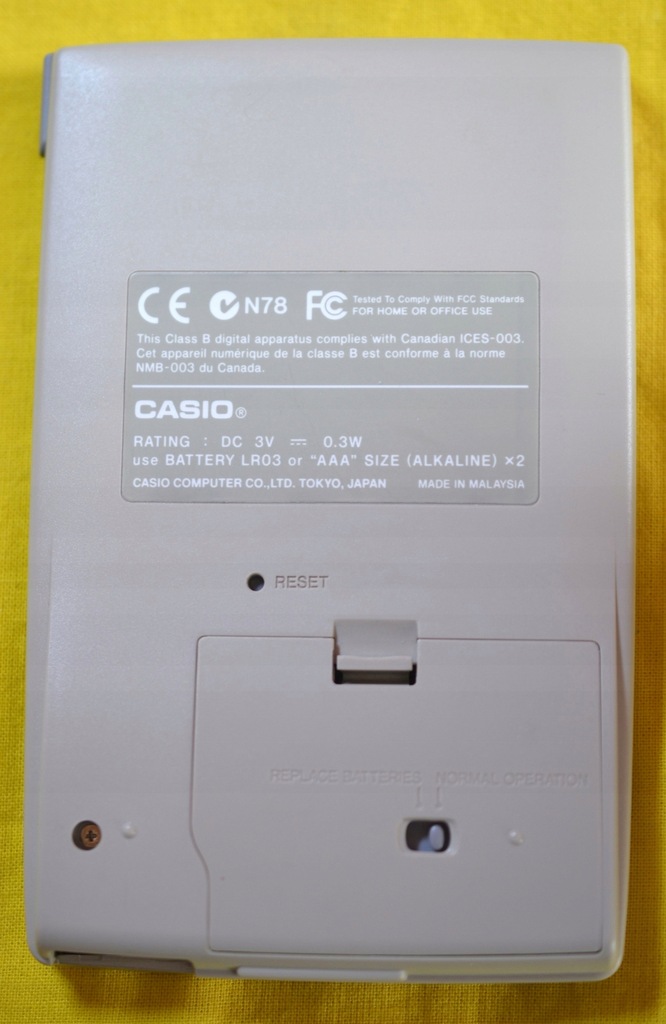 CE N78 FC Tested To Comply With FCC Standards
FOR HOME OR OFFICE USE
This Class B digital apparatus complies with Canadian ICES-003.
Cet appareil numérique de la classe B est conforme à la norme
NMB-003 du Canada.
CASIO®
RATING : DC 3V ⎓ 0.3W
use BATTERY LR03 or "AAA" SIZE (ALKALINE) ×2
CASIO COMPUTER CO.,LTD. TOKYO, JAPAN MADE IN MALAYSIA
RESET
REPLACE BATTERIES NORMAL OPERATION